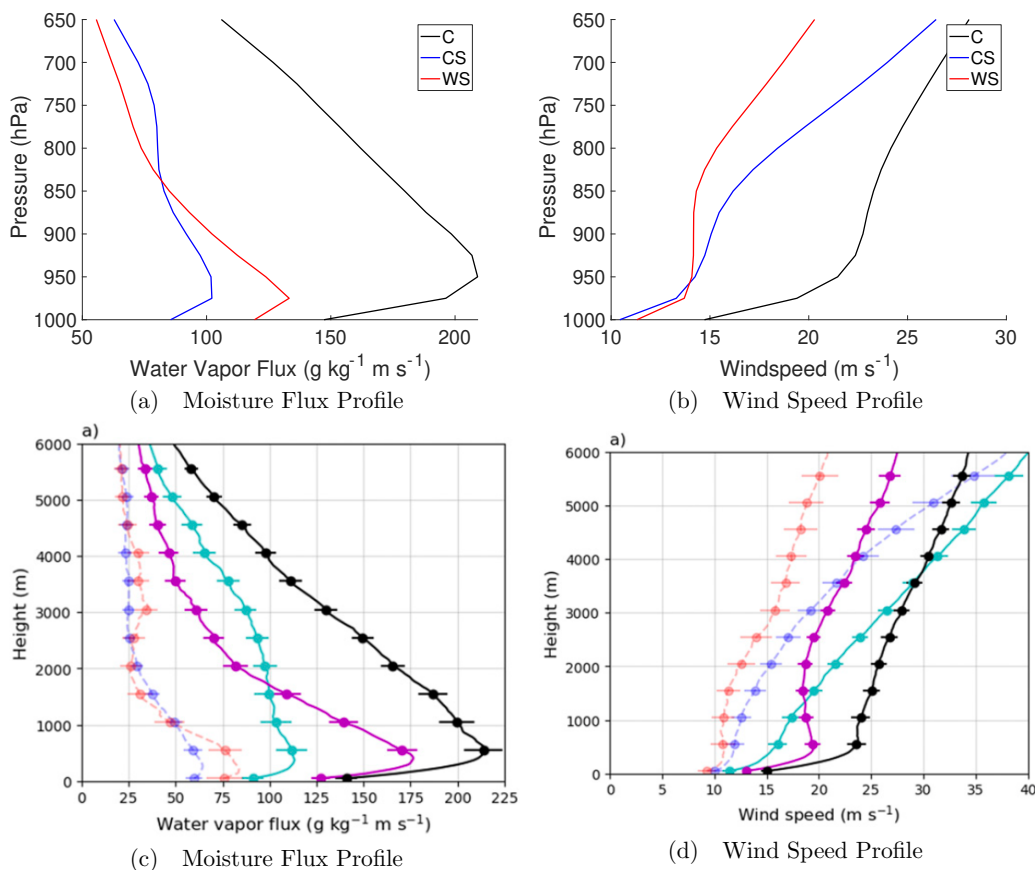 650
700
750
800
850
900
950
1000
Pressure (hPa)
50
100
150
200
Water Vapor Flux (g kg⁻¹ m s⁻¹)
C
CS
WS
(a) Moisture Flux Profile
650
700
750
800
850
900
950
1000
Pressure (hPa)
10
15
20
25
30
Windspeed (m s⁻¹)
C
CS
WS
(b) Wind Speed Profile
a)
6000
5000
4000
3000
2000
1000
0
Height (m)
0
25
50
75
100
125
150
175
200
225
Water vapor flux (g kg⁻¹ m s⁻¹)
(c) Moisture Flux Profile
a)
6000
5000
4000
3000
2000
1000
0
Height (m)
0
10
15
20
25
30
35
40
Wind speed (m s⁻¹)
(d) Wind Speed Profile